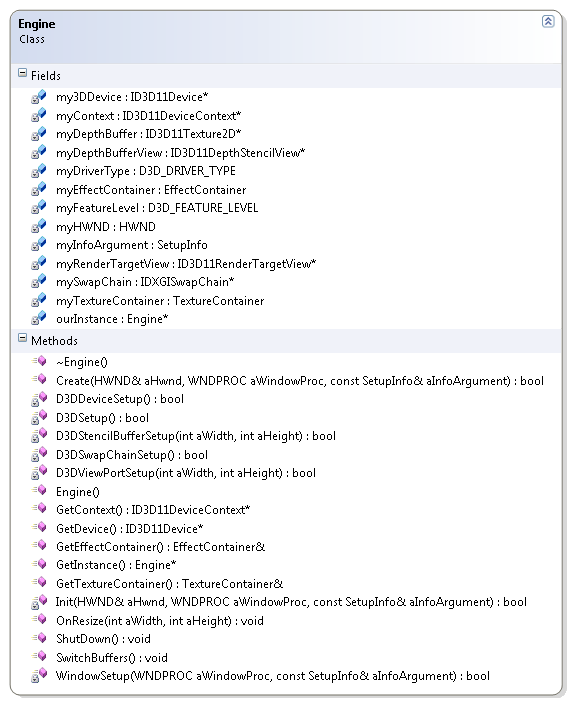 Engine
Class
Fields
my3DDevice : ID3D11Device*
myContext : ID3D11DeviceContext*
myDepthBuffer : ID3D11Texture2D*
myDepthBufferView : ID3D11DepthStencilView*
myDriverType : D3D_DRIVER_TYPE
myEffectContainer : EffectContainer
myFeatureLevel : D3D_FEATURE_LEVEL
myHWND : HWND
myInfoArgument : SetupInfo
myRenderTargetView : ID3D11RenderTargetView*
mySwapChain : IDXGISwapChain*
myTextureContainer : TextureContainer
ourInstance : Engine*
Methods
~Engine()
Create(HWND& aHwnd, WNDPROC aWindowProc, const SetupInfo& aInfoArgument) : bool
D3DDeviceSetup() : bool
D3DSetup() : bool
D3DStencilBufferSetup(int aWidth, int aHeight) : bool
D3DSwapChainSetup() : bool
D3DViewPortSetup(int aWidth, int aHeight) : bool
Engine()
GetContext() : ID3D11DeviceContext*
GetDevice() : ID3D11Device*
GetEffectContainer() : EffectContainer&
GetInstance() : Engine*
GetTextureContainer() : TextureContainer&
Init(HWND& aHwnd, WNDPROC aWindowProc, const SetupInfo& aInfoArgument) : bool
OnResize(int aWidth, int aHeight) : void
ShutDown() : void
SwitchBuffers() : void
WindowSetup(WNDPROC aWindowProc, const SetupInfo& aInfoArgument) : bool